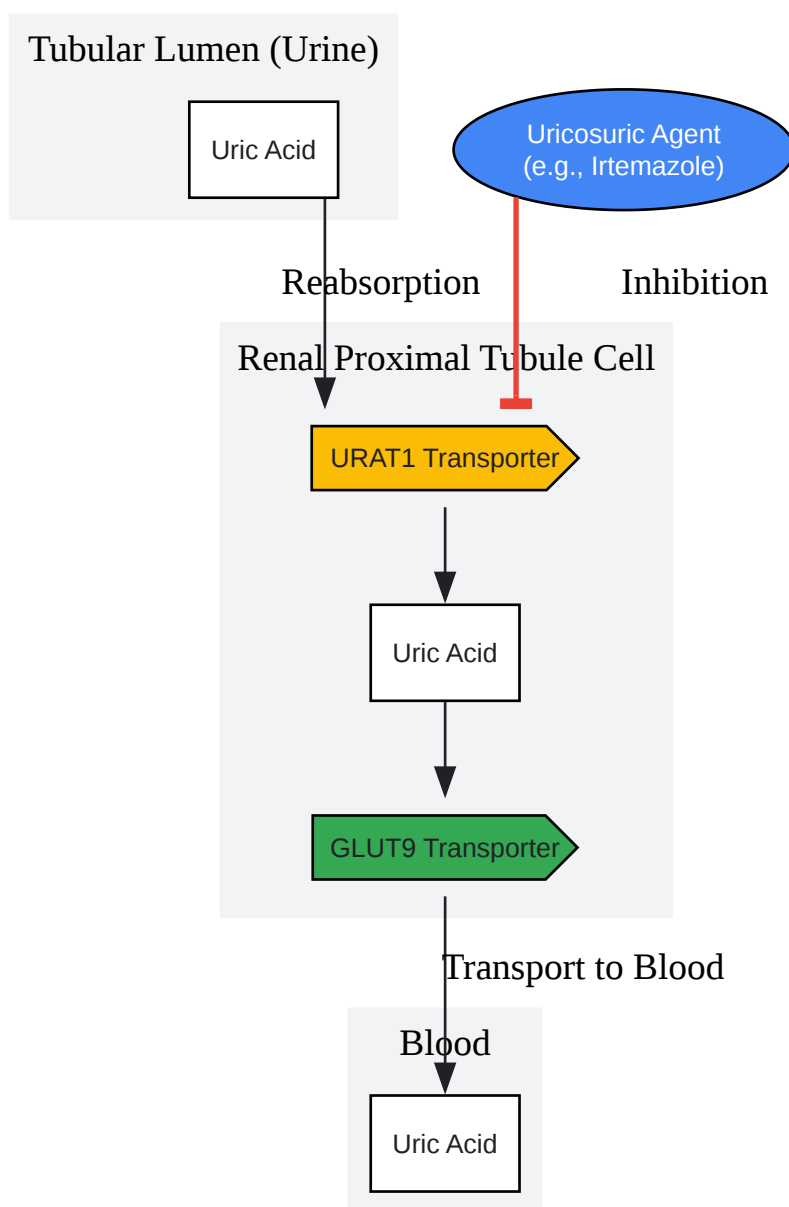 Tubular Lumen (Urine)
Uric Acid
Uricosuric Agent
(e.g., Irtemazole)
Reabsorption
Inhibition
Renal Proximal Tubule Cell
URAT1 Transporter
Uric Acid
GLUT9 Transporter
Transport to Blood
Blood
Uric Acid